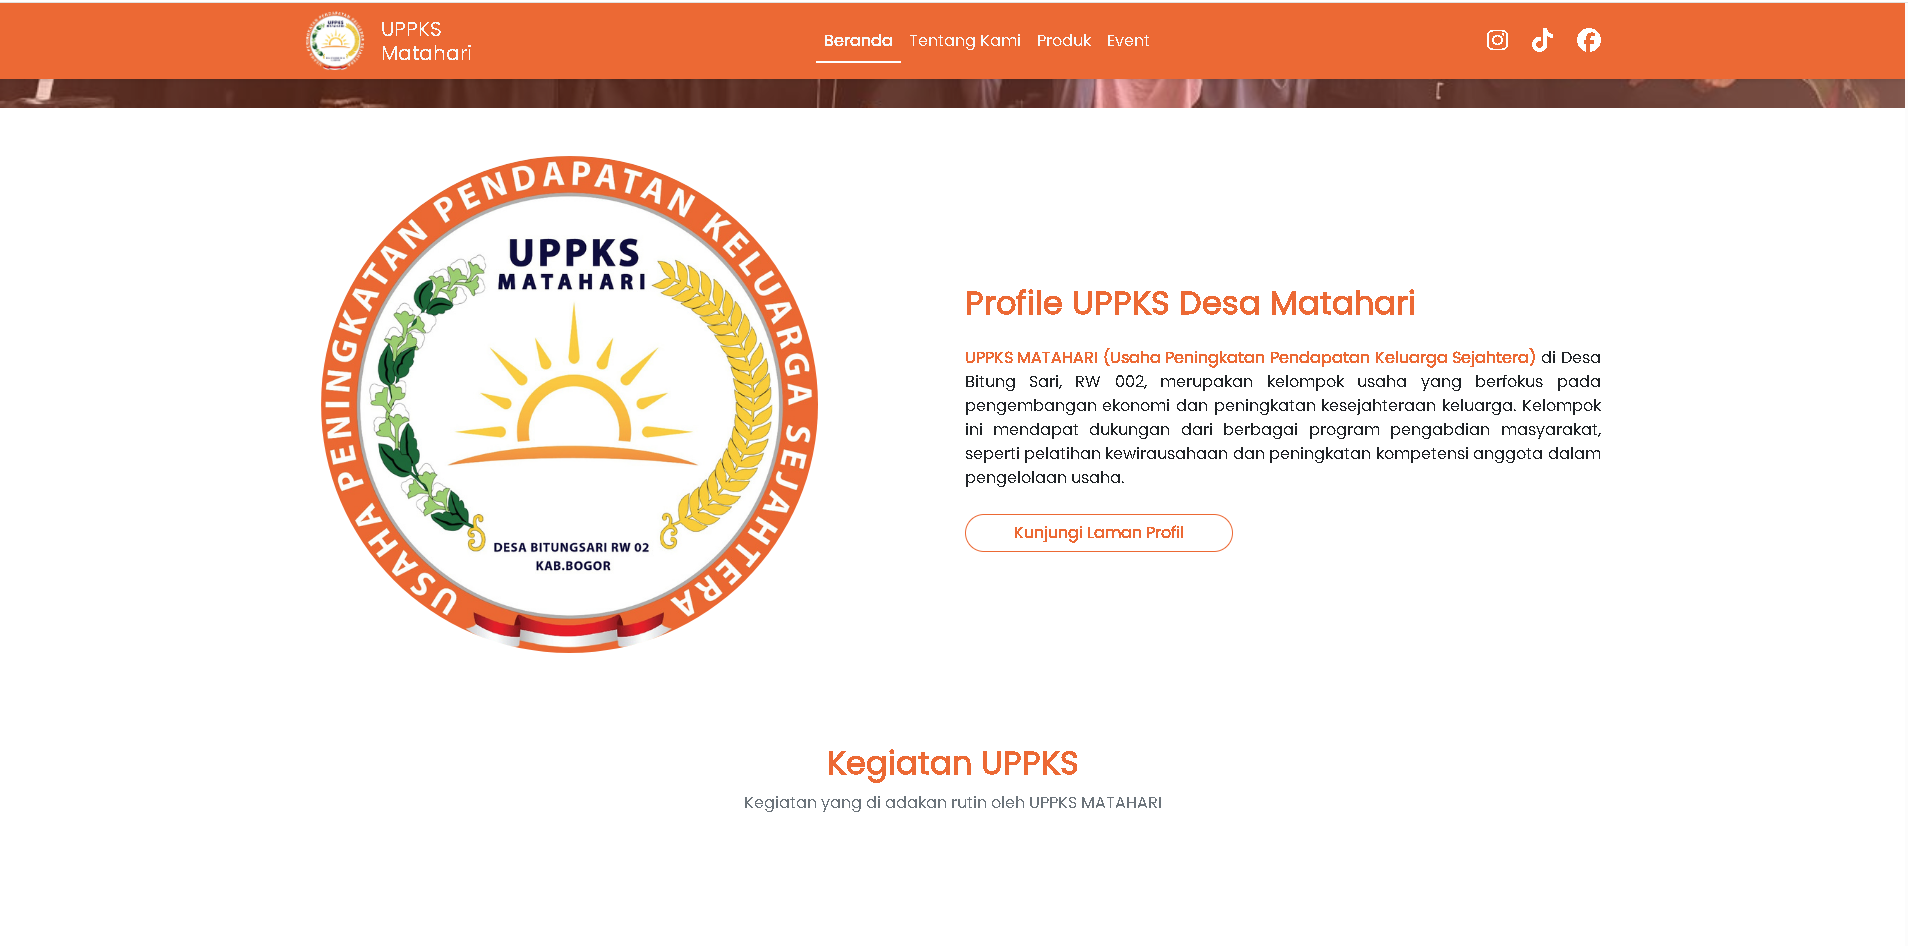 UPPKS
Matahari
Beranda
Tentang Kami
Produk
Event
USAHA PENINGKATAN PENDAPATAN KELUARGA SEJAHTERA
UPPKS
MATAHARI
DESA BITUNGSARI RW 02
KAB.BOGOR
Profile UPPKS Desa Matahari
UPPKS MATAHARI (Usaha Peningkatan Pendapatan Keluarga Sejahtera) di Desa
Bitung Sari, RW 002, merupakan kelompok usaha yang berfokus pada
pengembangan ekonomi dan peningkatan kesejahteraan keluarga. Kelompok
ini mendapat dukungan dari berbagai program pengabdian masyarakat,
seperti pelatihan kewirausahaan dan peningkatan kompetensi anggota dalam
pengelolaan usaha.
Kunjungi Laman Profil
Kegiatan UPPKS
Kegiatan yang di adakan rutin oleh UPPKS MATAHARI